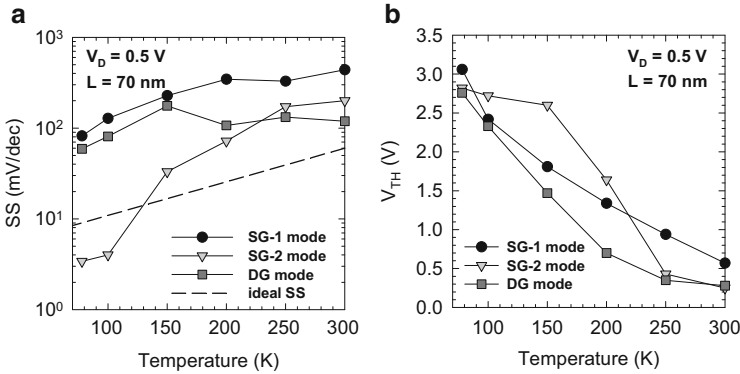 a
V_D = 0.5 V
L = 70 nm
SS (mV/dec)
10³
10²
10¹
10⁰
SG-1 mode
SG-2 mode
DG mode
ideal SS
100 150 200 250 300
Temperature (K)
b
V_D = 0.5 V
L = 70 nm
V_TH (V)
3.5
3.0
2.5
2.0
1.5
1.0
0.5
0.0
SG-1 mode
SG-2 mode
DG mode
100 150 200 250 300
Temperature (K)